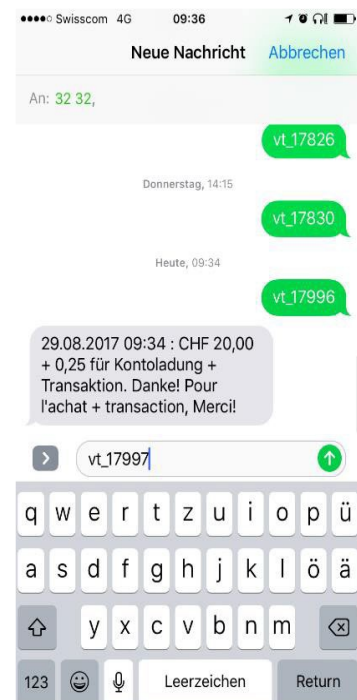 Swisscom 4G 09:36
Neue Nachricht Abbrechen
An: 32 32,
vt_17826
Donnerstag, 14:15
vt_17830
Heute, 09:34
vt_17996
29.08.2017 09:34 : CHF 20,00
+ 0,25 für Kontoladung +
Transaktion. Danke! Pour
l'achat + transaction, Merci!
vt_17997
q w e r t z u i o p ü
a s d f g h j k l ö ä
y x c v b n m
123 Leerzeichen Return